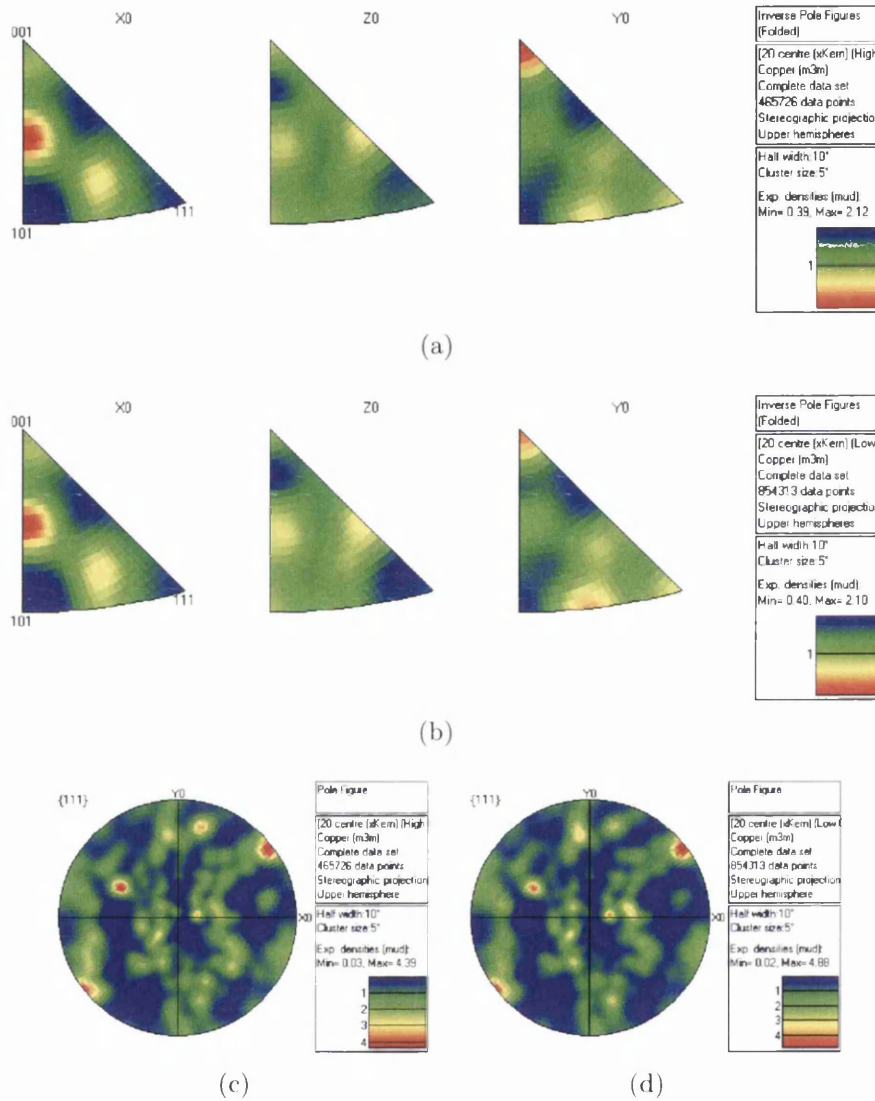 X0
Z0
Y0
001
111
101
Inverse Pole Figures
(Folded)
[20 centre (xKern) (High
Copper (m3m)
Complete data set
465726 data points
Stereographic projection
Upper hemispheres
Half width:10°
Cluster size:5°
Exp. densities (mud):
Min= 0.39, Max= 2.12
1
(a)
X0
Z0
Y0
001
111
101
Inverse Pole Figures
(Folded)
[20 centre (xKern) (Low
Copper (m3m)
Complete data set
854313 data points
Stereographic projection
Upper hemispheres
Half width:10°
Cluster size:5°
Exp. densities (mud):
Min= 0.40, Max= 2.10
1
(b)
{111}
Y0
X0
Pole Figure
[20 centre (xKern) (High
Copper (m3m)
Complete data set
465726 data points
Stereographic projection
Upper hemisphere
Half width:10°
Cluster size:5°
Exp. densities (mud):
Min= 0.03, Max= 4.39
1
2
3
4
(c)
{111}
Y0
X0
Pole Figure
[20 centre (xKern) (Low
Copper (m3m)
Complete data set
854313 data points
Stereographic projection
Upper hemisphere
Half width:10°
Cluster size:5°
Exp. densities (mud):
Min= 0.02, Max= 4.88
1
2
3
4
(d)